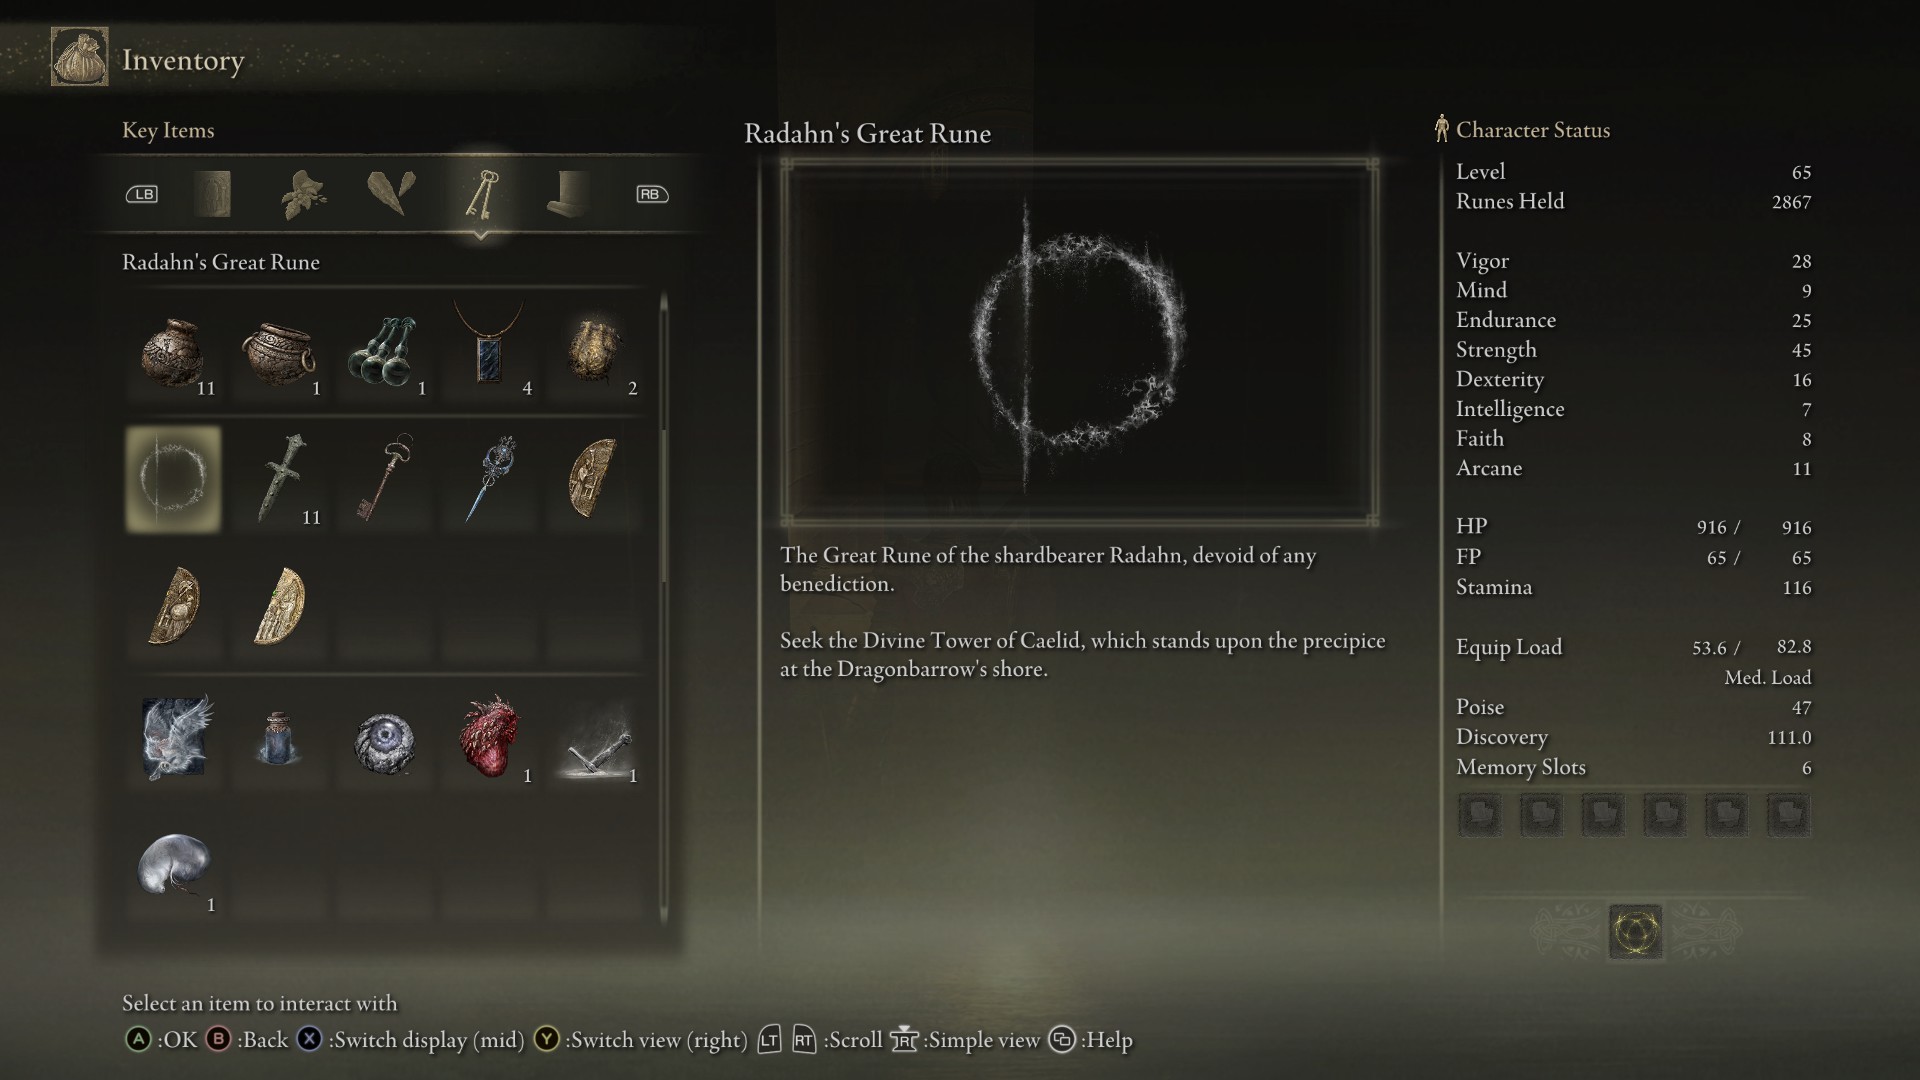 Inventory
Key Items
LB
RB
Radahn's Great Rune
11
1
1
4
2
11
1
1
1
Radahn's Great Rune
The Great Rune of the shardbearer Radahn, devoid of any
benediction.
Seek the Divine Tower of Caelid, which stands upon the precipice
at the Dragonbarrow's shore.
Character Status
Level 65
Runes Held 2867
Vigor 28
Mind 9
Endurance 25
Strength 45
Dexterity 16
Intelligence 7
Faith 8
Arcane 11
HP 916 / 916
FP 65 / 65
Stamina 116
Equip Load 53.6 / 82.8
Med. Load
Poise 47
Discovery 111.0
Memory Slots 6
Select an item to interact with
A :OK B :Back X :Switch display (mid) Y :Switch view (right) LT RT :Scroll R :Simple view :Help